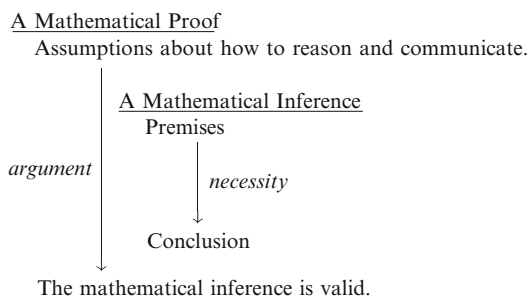 A Mathematical Proof
Assumptions about how to reason and communicate.
A Mathematical Inference
Premises
argument
necessity
Conclusion
The mathematical inference is valid.